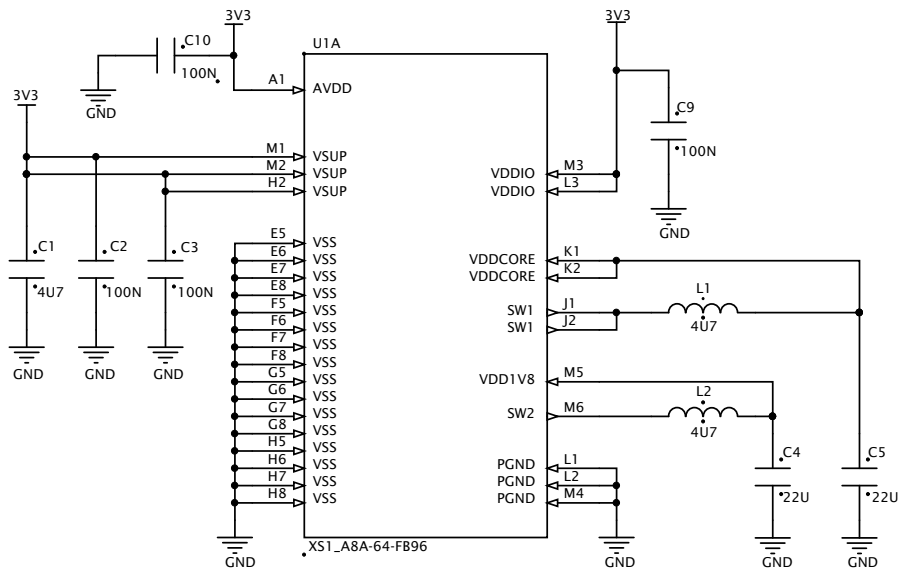 3V3
C10
100N
GND
A1
AVDD
U1A
3V3
C9
100N
GND
3V3
M1
VSUP
M2
VSUP
H2
VSUP
M3
VDDIO
L3
VDDIO
C1
4U7
GND
C2
100N
GND
C3
100N
GND
E5
VSS
E6
VSS
E7
VSS
E8
VSS
F5
VSS
F6
VSS
F7
VSS
F8
VSS
G5
VSS
G6
VSS
G7
VSS
G8
VSS
H5
VSS
H6
VSS
H7
VSS
H8
VSS
GND
VDDCORE
K1
VDDCORE
K2
SW1
J1
SW1
J2
L1
4U7
VDD1V8
M5
SW2
M6
L2
4U7
PGND
L1
PGND
L2
PGND
M4
GND
C4
22U
GND
C5
22U
GND
XS1_A8A-64-FB96